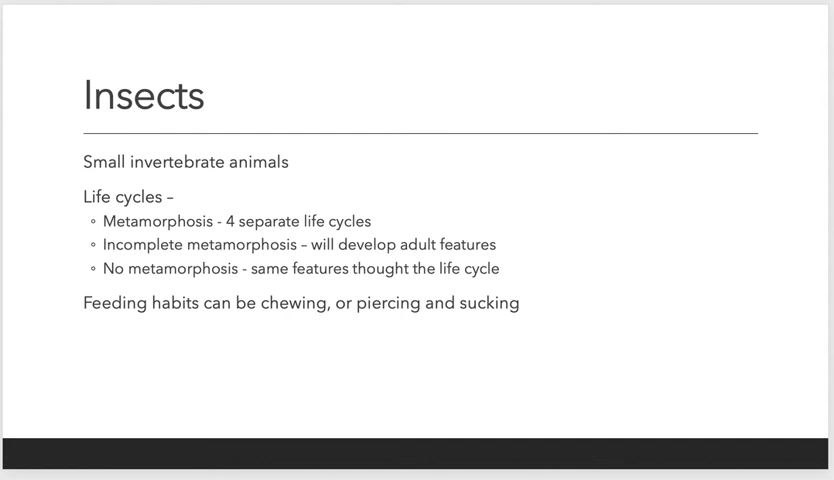 Insects
Small invertebrate animals
Life cycles –
◦ Metamorphosis - 4 separate life cycles
◦ Incomplete metamorphosis – will develop adult features
◦ No metamorphosis - same features thought the life cycle
Feeding habits can be chewing, or piercing and sucking